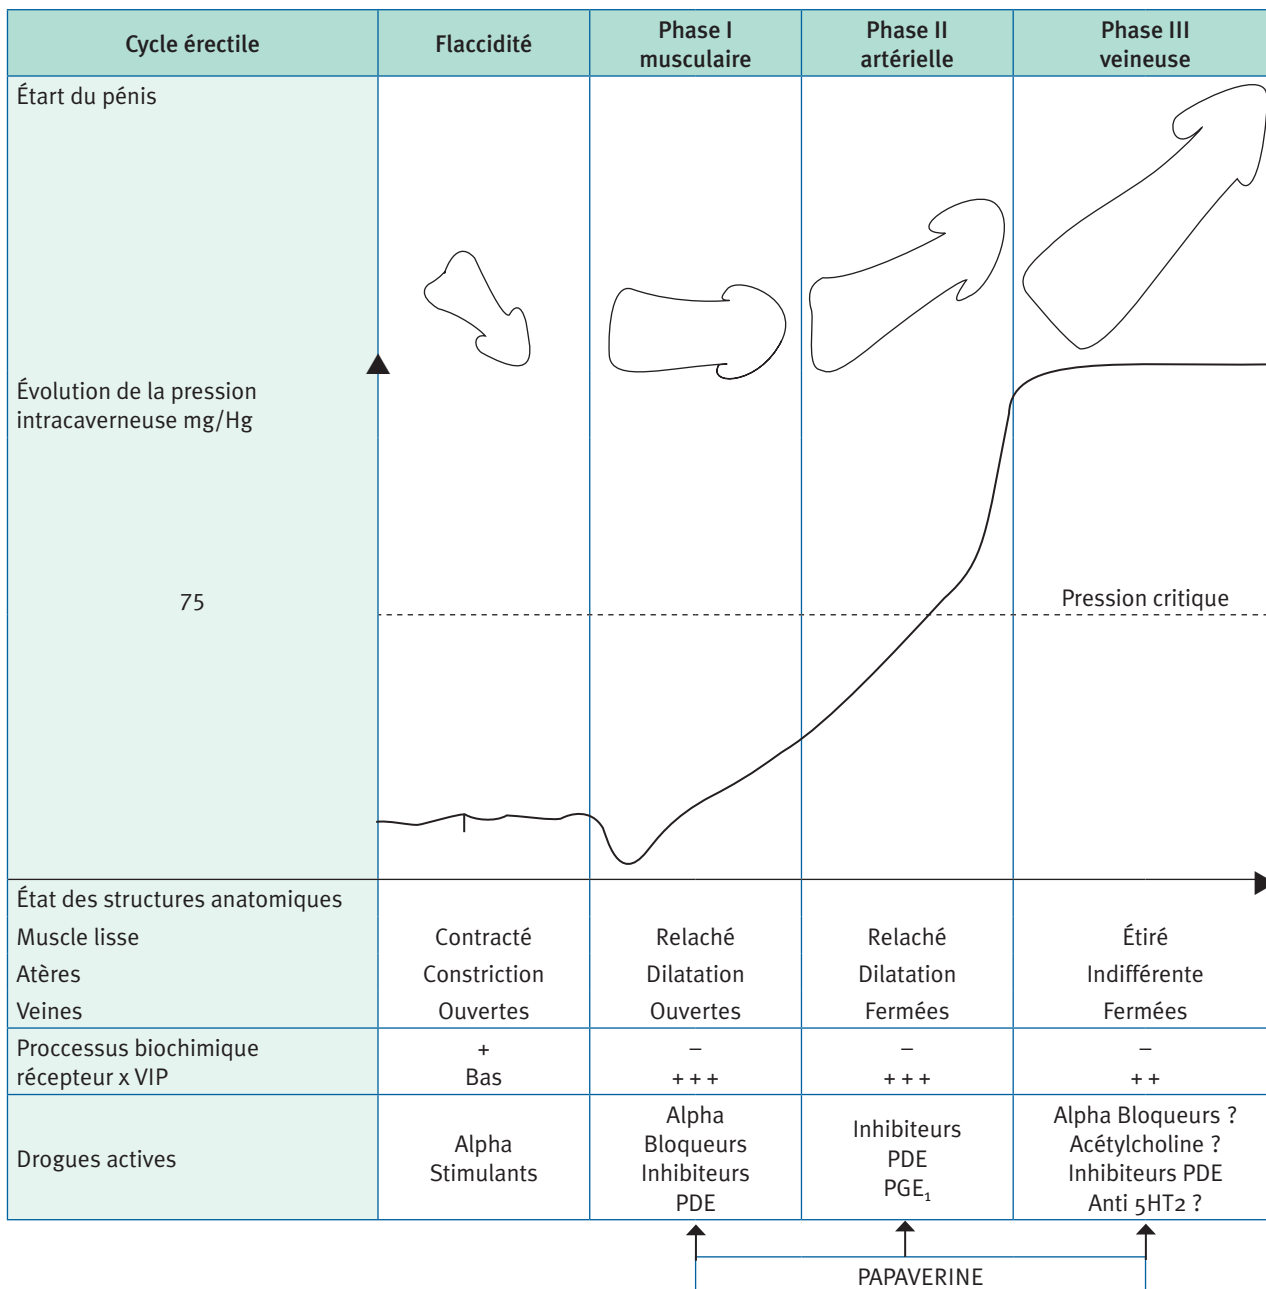 Cycle érectile
Flaccidité
Phase I
musculaire
Phase II
artérielle
Phase III
veineuse
Étart du pénis
Évolution de la pression
intracaverneuse mg/Hg
75
Pression critique
État des structures anatomiques
Muscle lisse
Contracté
Relaché
Relaché
Étiré
Atères
Constriction
Dilatation
Dilatation
Indifférente
Veines
Ouvertes
Ouvertes
Fermées
Fermées
Proccessus biochimique
récepteur x VIP
+
Bas
–
+ + +
–
+ + +
–
+ +
Drogues actives
Alpha
Stimulants
Alpha
Bloqueurs
Inhibiteurs
PDE
Inhibiteurs
PDE
PGE₁
Alpha Bloqueurs ?
Acétylcholine ?
Inhibiteurs PDE
Anti 5HT2 ?
PAPAVERINE